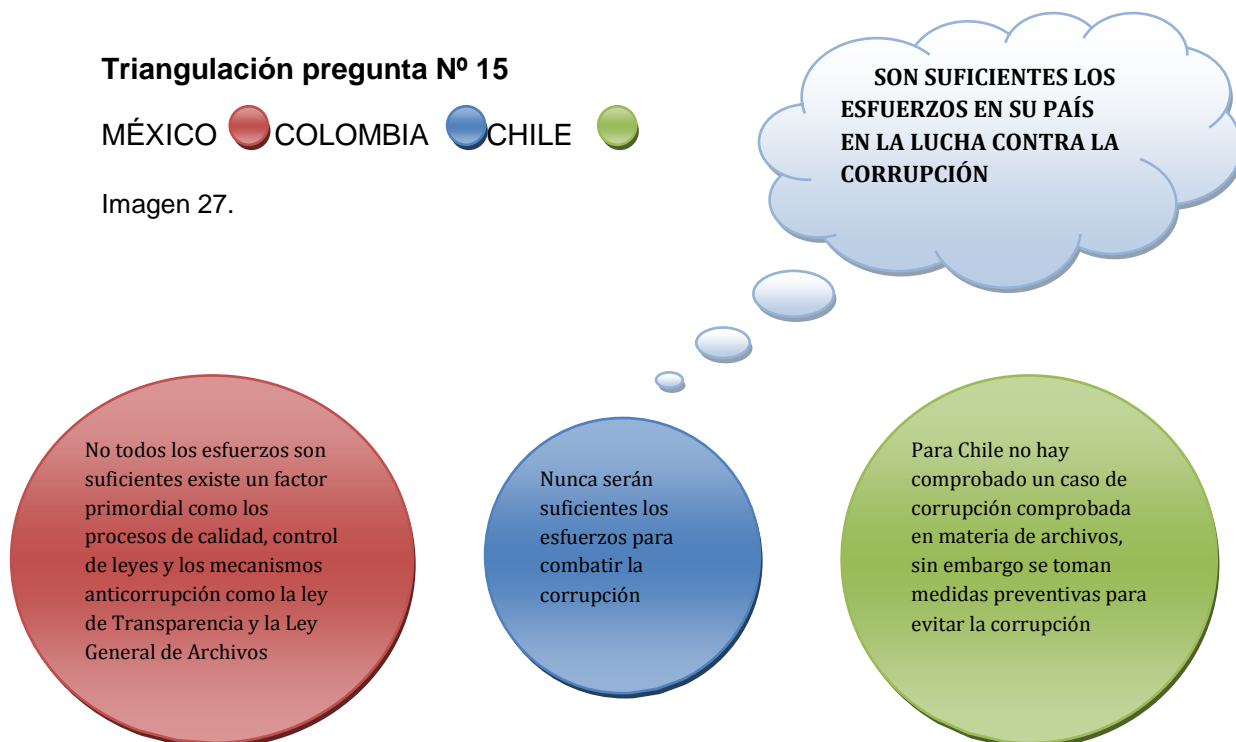 Triangulación pregunta Nº 15
MÉXICO COLOMBIA CHILE
Imagen 27.
SON SUFICIENTES LOS
ESFUERZOS EN SU PAÍS
EN LA LUCHA CONTRA LA
CORRUPCIÓN
No todos los esfuerzos son
suficientes existe un factor
primordial como los
procesos de calidad, control
de leyes y los mecanismos
anticorrupción como la ley
de Transparencia y la Ley
General de Archivos
Nunca serán
suficientes los
esfuerzos para
combatir la
corrupción
Para Chile no hay
comprobado un caso de
corrupción comprobada
en materia de archivos,
sin embargo se toman
medidas preventivas para
evitar la corrupción